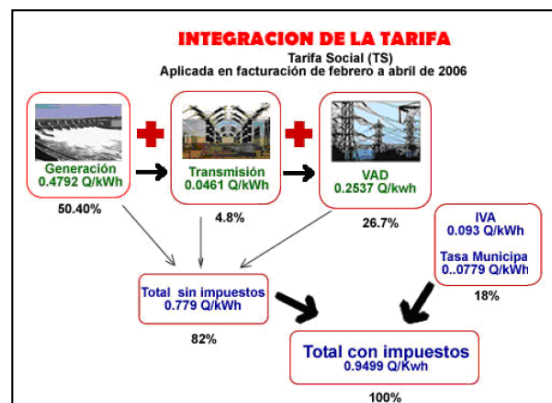 INTEGRACION DE LA TARIFA
Tarifa Social (TS)
Aplicada en facturación de febrero a abril de 2006
Generación
0.4792 Q/kWh
50.40%
Transmisión
0.0461 Q/kWh
4.8%
VAD
0.2537 Q/kwh
26.7%
IVA
0.093 Q/kWh
Tasa Municipa
0..0779 Q/kWh
18%
Total sin impuestos
0.779 Q/kWh
82%
Total con impuestos
0.9499 Q/Kwh
100%